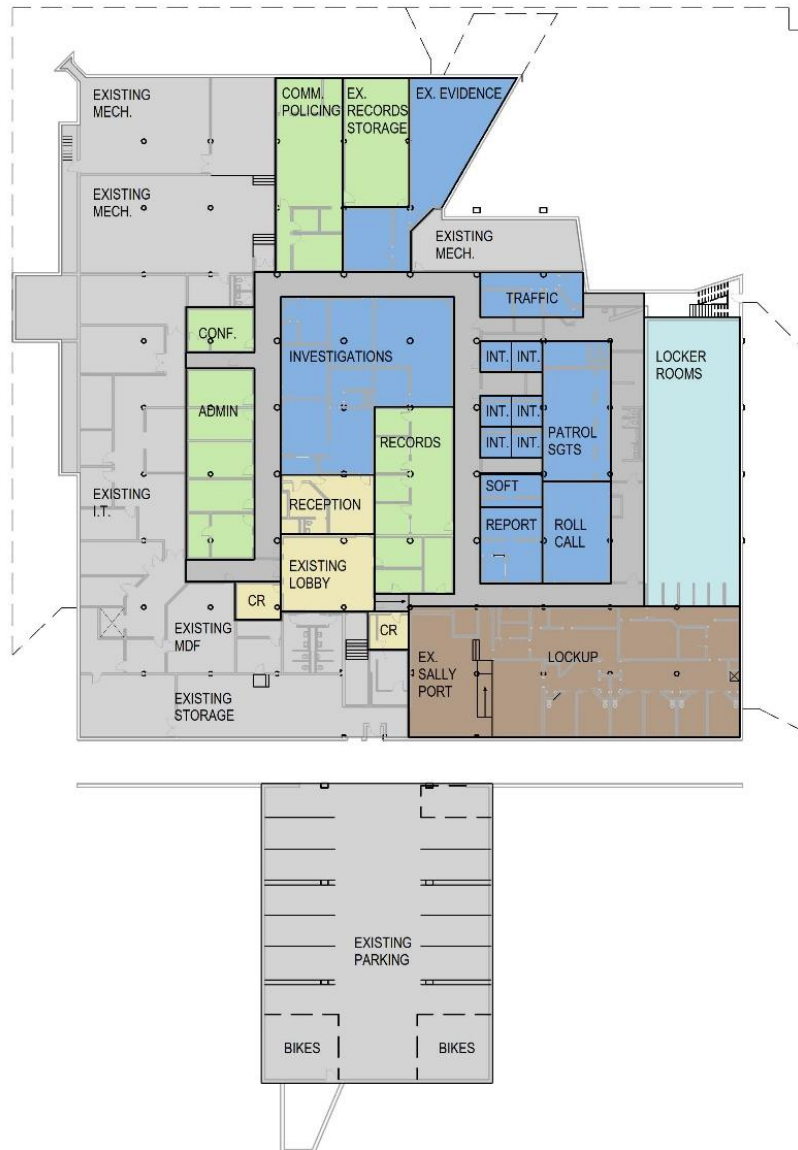 EXISTING
MECH.
COMM.
POLICING
EX.
RECORDS
STORAGE
EX. EVIDENCE
EXISTING
MECH.
EXISTING
MECH.
TRAFFIC
CONF.
INVESTIGATIONS
INT.
INT.
LOCKER
ROOMS
ADMIN
RECORDS
INT.
INT.
INT.
INT.
PATROL
SGTS
EXISTING
I.T.
RECEPTION
SOFT
REPORT
ROLL
CALL
EXISTING
LOBBY
CR
CR
EXISTING
MDF
EX.
SALLY
PORT
LOCKUP
EXISTING
STORAGE
EXISTING
PARKING
BIKES
BIKES